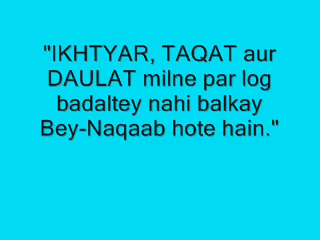 "IKHTYAR, TAQAT aur
DAULAT milne par log
badaltey nahi balkay
Bey-Naqaab hote hain."